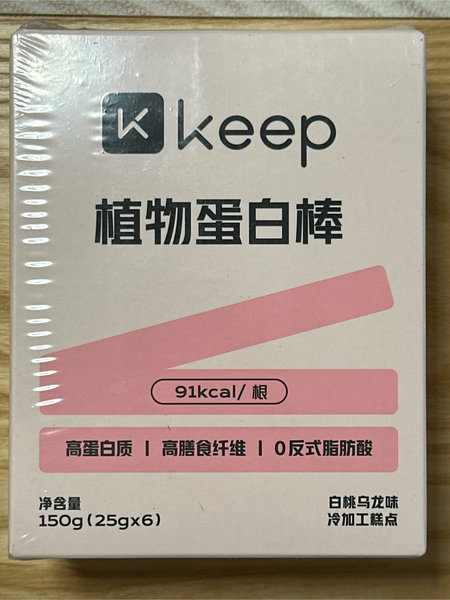 K keep
植物蛋白棒
91kcal/根
高蛋白质 | 高膳食纤维 | 0反式脂肪酸
净含量
150g(25gx6)
白桃乌龙味
冷加工糕点